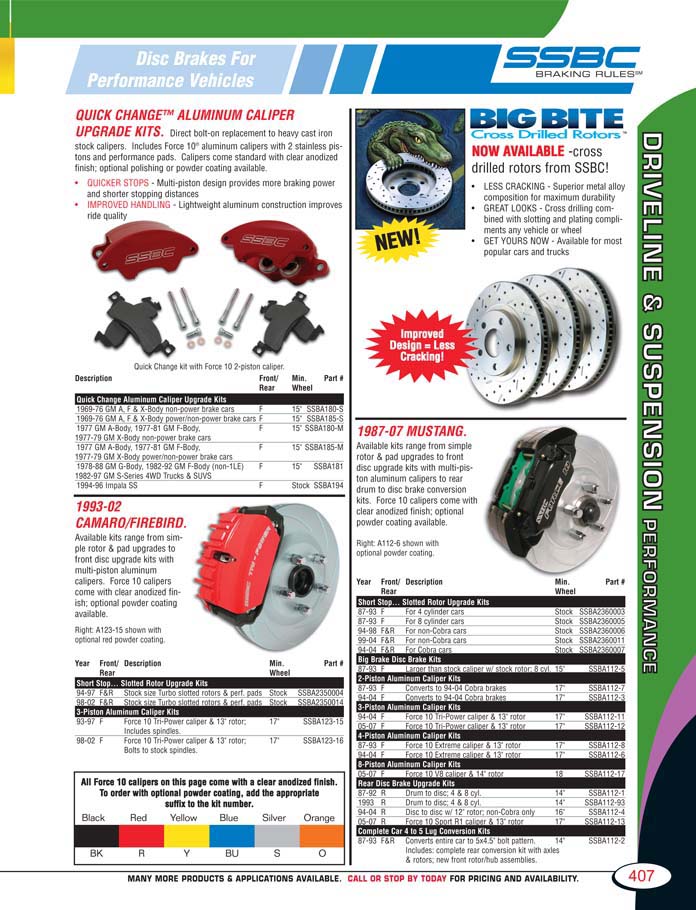 Disc Brakes For
Performance Vehicles
SSBC
BRAKING RULES℠
QUICK CHANGE™ ALUMINUM CALIPER
UPGRADE KITS. Direct bolt-on replacement to heavy cast iron
stock calipers. Includes Force 10® aluminum calipers with 2 stainless pis-
tons and performance pads. Calipers come standard with clear anodized
finish; optional polishing or powder coating available.
• QUICKER STOPS - Multi-piston design provides more braking power
and shorter stopping distances
• IMPROVED HANDLING - Lightweight aluminum construction improves
ride quality
SSBC
SSBC
Quick Change kit with Force 10 2-piston caliper.
Description Front/ Min. Part #
Rear Wheel
Quick Change Aluminum Caliper Upgrade Kits
1969-76 GM A, F & X-Body non-power brake cars F 15" SSBA180-S
1969-76 GM A, F & X-Body power/non-power brake cars F 15" SSBA185-S
1977 GM A-Body, 1977-81 GM F-Body, F 15" SSBA180-M
1977-79 GM X-Body non-power brake cars
1977 GM A-Body, 1977-81 GM F-Body, F 15" SSBA185-M
1977-79 GM X-Body power/non-power brake cars
1978-88 GM G-Body, 1982-92 GM F-Body (non-1LE) F 15" SSBA181
1982-97 GM S-Series 4WD Trucks & SUVS
1994-96 Impala SS F Stock SSBA194
1993-02
CAMARO/FIREBIRD.
Available kits range from sim-
ple rotor & pad upgrades to
front disc upgrade kits with
multi-piston aluminum
calipers. Force 10 calipers
come with clear anodized fin-
ish; optional powder coating
available.
Right: A123-15 shown with
optional red powder coating.
SSBC TRI-POWER
Year Front/ Description Min. Part #
Rear Wheel
Short Stop... Slotted Rotor Upgrade Kits
94-97 F&R Stock size Turbo slotted rotors & perf. pads Stock SSBA2350004
98-02 F&R Stock size Turbo slotted rotors & perf. pads Stock SSBA2350014
3-Piston Aluminum Caliper Kits
93-97 F Force 10 Tri-Power caliper & 13" rotor; 17" SSBA123-15
Includes spindles.
98-02 F Force 10 Tri-Power caliper & 13" rotor; 17" SSBA123-16
Bolts to stock spindles.
All Force 10 calipers on this page come with a clear anodized finish.
To order with optional powder coating, add the appropriate
suffix to the kit number.
Black Red Yellow Blue Silver Orange
BK R Y BU S O
BIG BITE
Cross Drilled Rotors™
NOW AVAILABLE -cross
drilled rotors from SSBC!
• LESS CRACKING - Superior metal alloy
composition for maximum durability
• GREAT LOOKS - Cross drilling com-
bined with slotting and plating compli-
ments any vehicle or wheel
• GET YOURS NOW - Available for most
popular cars and trucks
NEW!
Improved
Design = Less
Cracking!
1987-07 MUSTANG.
Available kits range from simple
rotor & pad upgrades to front
disc upgrade kits with multi-pis-
ton aluminum calipers to rear
drum to disc brake conversion
kits. Force 10 calipers come with
clear anodized finish; optional
powder coating available.
Right: A112-6 shown with
optional powder coating.
Year Front/ Description Min. Part #
Rear Wheel
Short Stop... Slotted Rotor Upgrade Kits
87-93 F For 4 cylinder cars Stock SSBA2360003
87-93 F For 8 cylinder cars Stock SSBA2360005
94-98 F&R For non-Cobra cars Stock SSBA2360006
99-04 F&R For non-Cobra cars Stock SSBA2360011
94-04 F&R For Cobra cars Stock SSBA2360007
Big Brake Disc Brake Kits
87-93 F Larger than stock caliper w/ stock rotor; 8 cyl. 15" SSBA112-5
2-Piston Aluminum Caliper Kits
87-93 F Converts to 94-04 Cobra brakes 17" SSBA112-7
94-04 F Converts to 94-04 Cobra brakes 17" SSBA112-3
3-Piston Aluminum Caliper Kits
94-04 F Force 10 Tri-Power caliper & 13" rotor 17" SSBA112-11
05-07 F Force 10 Tri-Power caliper & 13" rotor 17" SSBA112-12
4-Piston Aluminum Caliper Kits
87-93 F Force 10 Extreme caliper & 13" rotor 17" SSBA112-8
94-04 F Force 10 Extreme caliper & 13" rotor 17" SSBA112-6
8-Piston Aluminum Caliper Kits
05-07 F Force 10 V8 caliper & 14" rotor 18 SSBA112-17
Rear Disc Brake Upgrade Kits
87-92 R Drum to disc; 4 & 8 cyl. 14" SSBA112-1
1993 R Drum to disc; 4 & 8 cyl. 14" SSBA112-93
94-04 R Disc to disc w/ 12" rotor; non-Cobra only 16" SSBA112-4
05-07 R Force 10 Sport R1 caliper & 13" rotor 17" SSBA112-13
Complete Car 4 to 5 Lug Conversion Kits
87-93 F&R Converts entire car to 5x4.5" bolt pattern. 14" SSBA112-2
Includes: complete rear conversion kit with axles
& rotors; new front rotor/hub assemblies.
DRIVELINE & SUSPENSION PERFORMANCE
MANY MORE PRODUCTS & APPLICATIONS AVAILABLE. CALL OR STOP BY TODAY FOR PRICING AND AVAILABILITY.
407